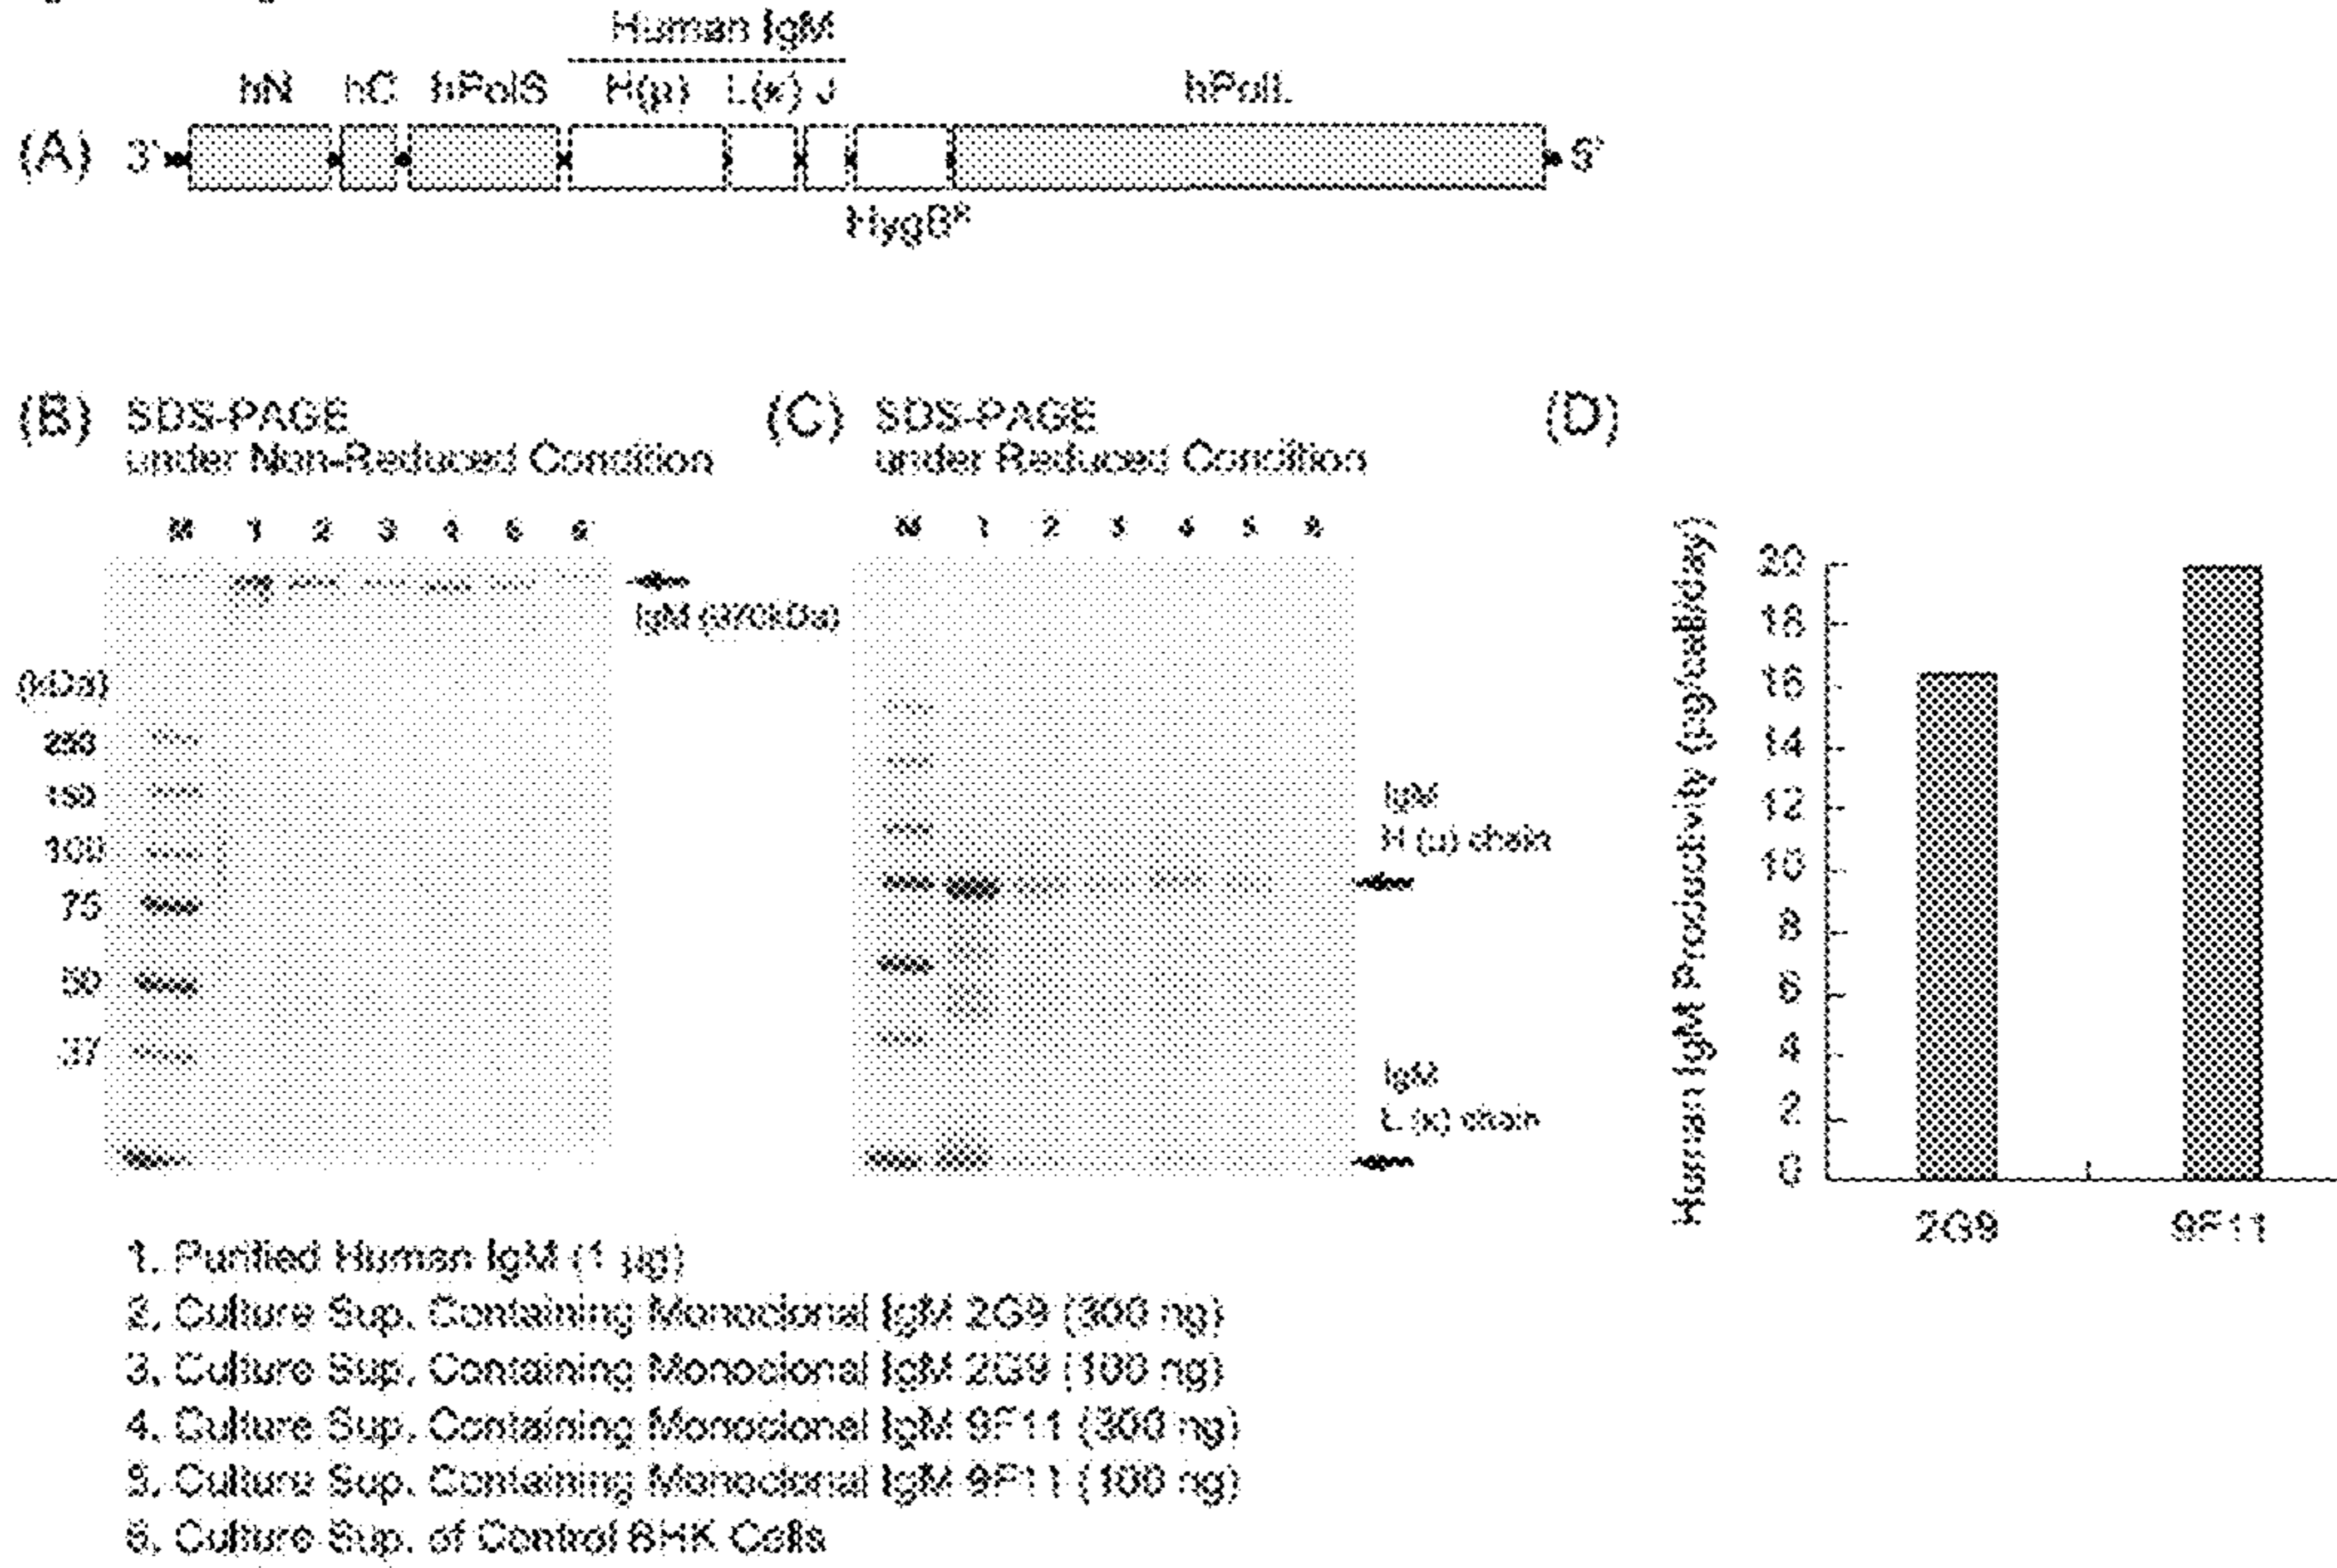 Human IgM
hN hC hPolS H(μ) L(κ) J hPolL
(A) 3' 5'
HygBᴿ
(B) SDS-PAGE
under Non-Reduced Condition
M 1 2 3 4 5 6
IgM (970kDa)
(kDa)
250
150
100
75
50
37
(C) SDS-PAGE
under Reduced Condition
M 1 2 3 4 5 6
IgM
H (μ) chain
IgM
L (κ) chain
(D)
Human IgM Productivity (pg/cell/day)
20
18
16
14
12
10
8
6
4
2
0
2G9 9F11
1. Purified Human IgM (1 μg)
2. Culture Sup. Containing Monoclonal IgM 2G9 (300 ng)
3. Culture Sup. Containing Monoclonal IgM 2G9 (100 ng)
4. Culture Sup. Containing Monoclonal IgM 9F11 (300 ng)
5. Culture Sup. Containing Monoclonal IgM 9F11 (100 ng)
6. Culture Sup. of Control BHK Cells